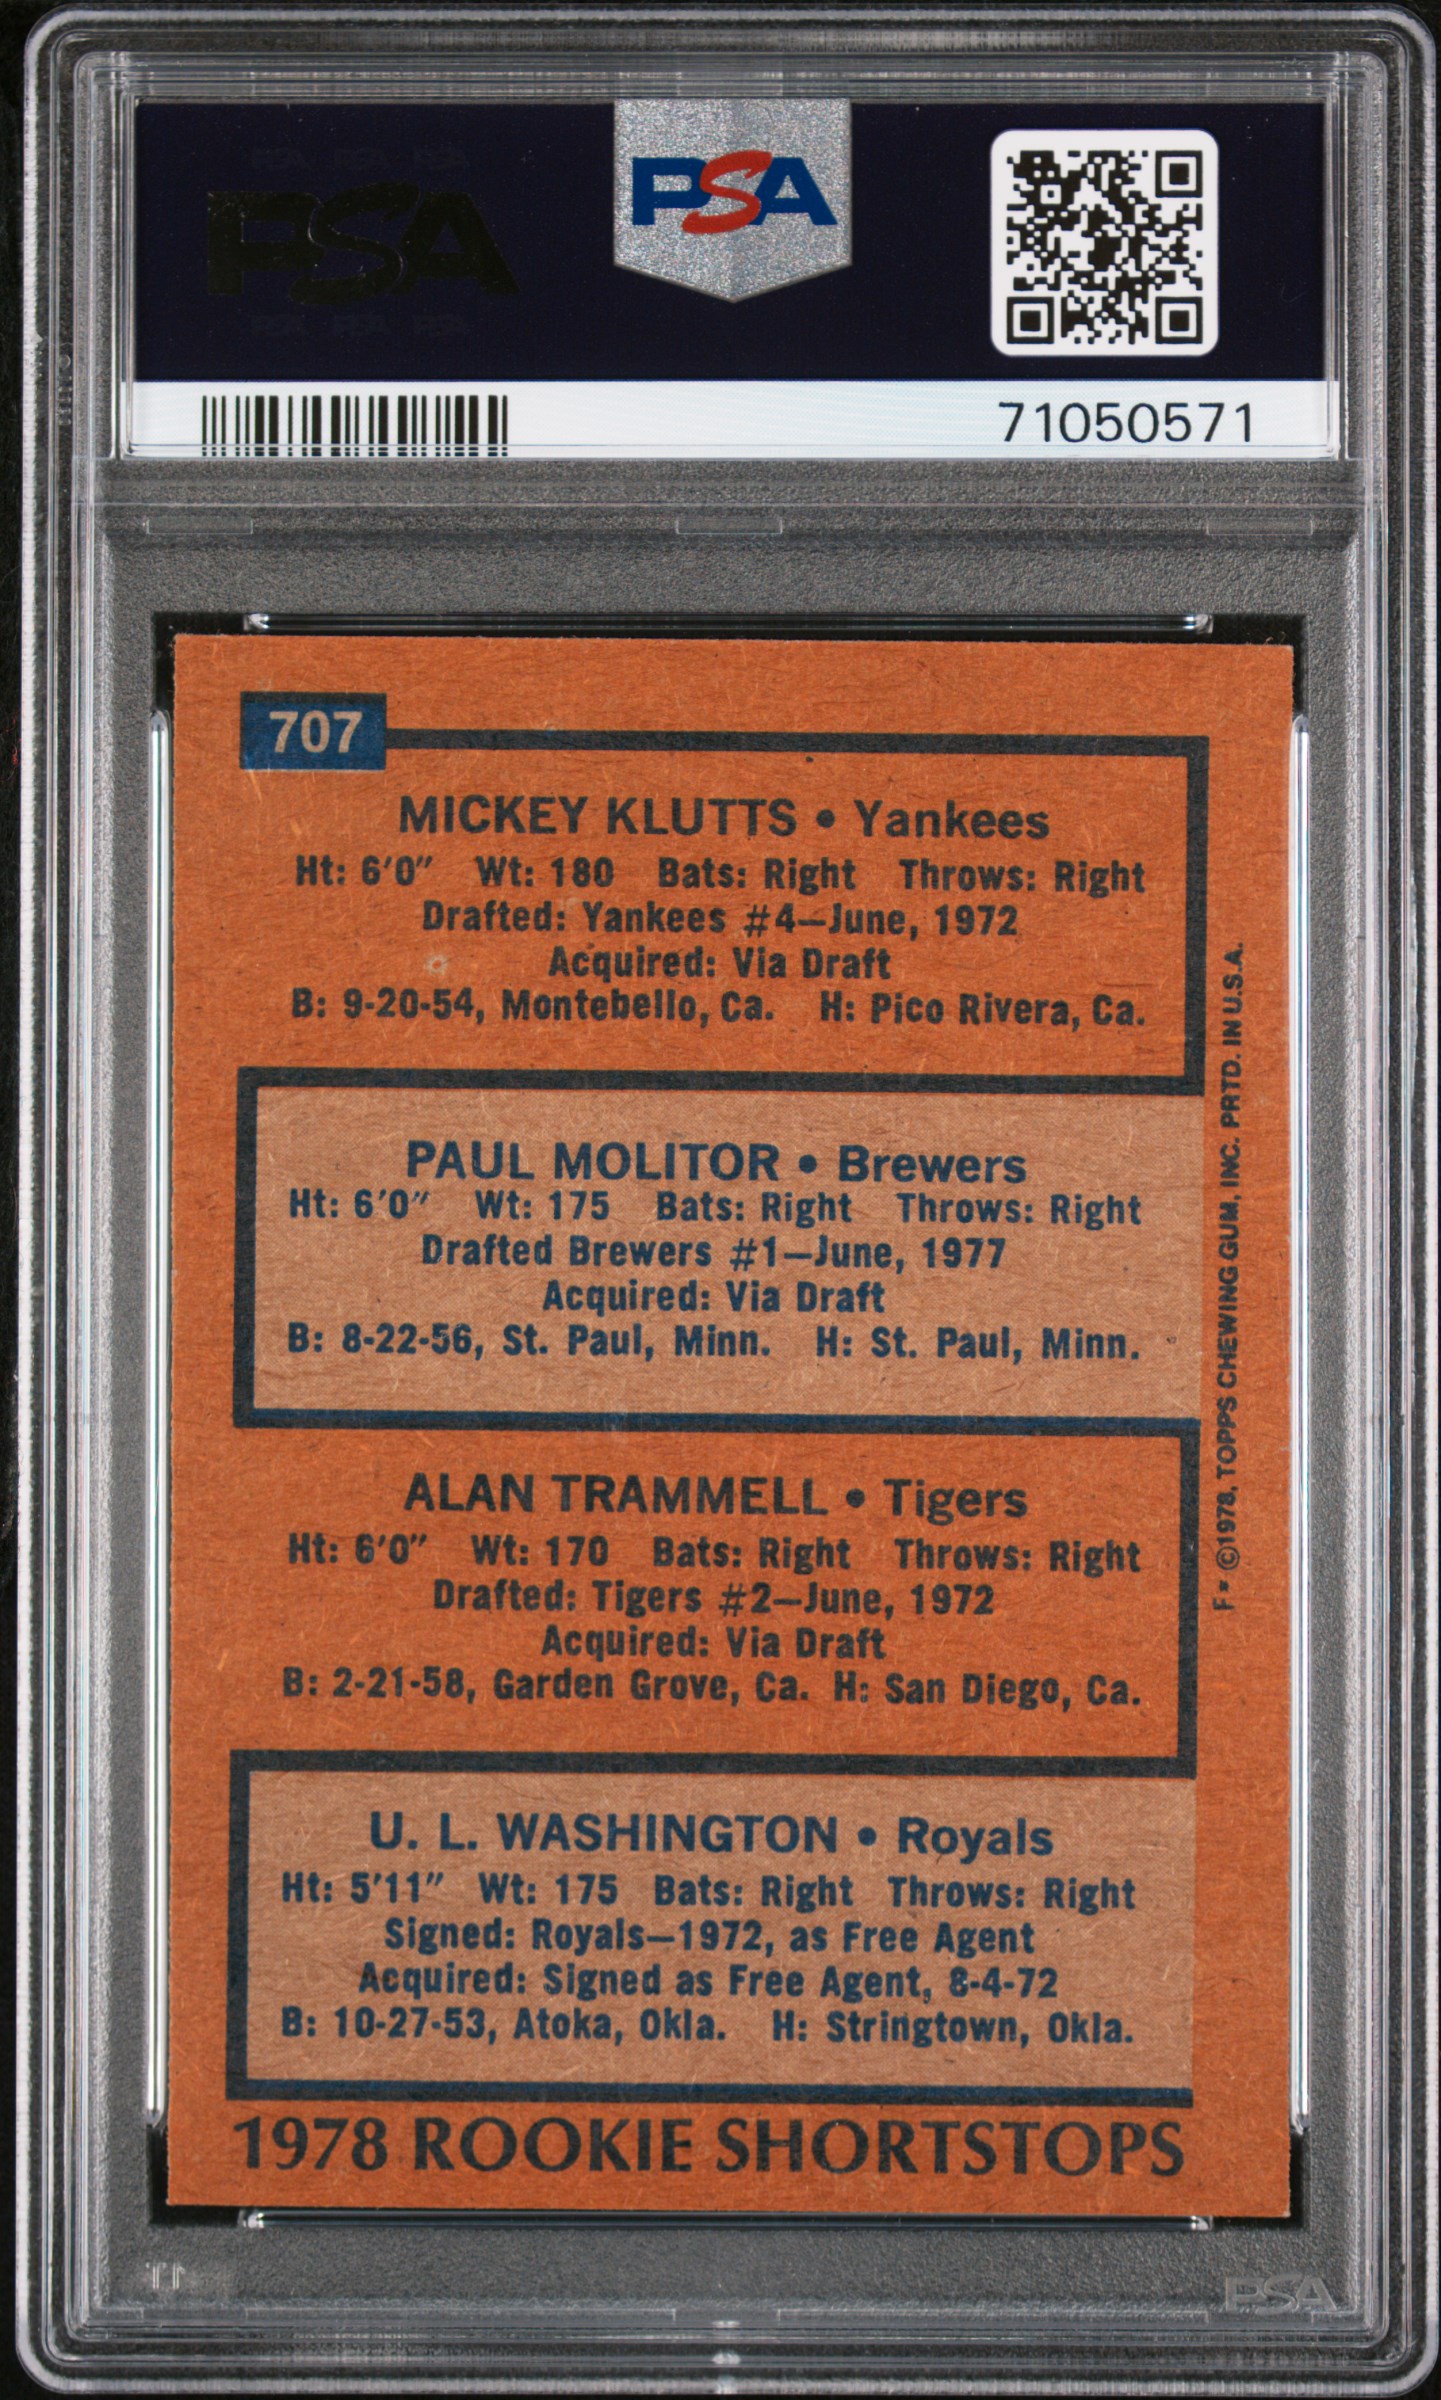 PSA
PSA
71050571
707
MICKEY KLUTTS • Yankees
Ht: 6'0" Wt: 180 Bats: Right Throws: Right
Drafted: Yankees #4—June, 1972
Acquired: Via Draft
B: 9-20-54, Montebello, Ca. H: Pico Rivera, Ca.
PAUL MOLITOR • Brewers
Ht: 6'0" Wt: 175 Bats: Right Throws: Right
Drafted Brewers #1—June, 1977
Acquired: Via Draft
B: 8-22-56, St. Paul, Minn. H: St. Paul, Minn.
ALAN TRAMMELL • Tigers
Ht: 6'0" Wt: 170 Bats: Right Throws: Right
Drafted: Tigers #2—June, 1972
Acquired: Via Draft
B: 2-21-58, Garden Grove, Ca. H: San Diego, Ca.
U. L. WASHINGTON • Royals
Ht: 5'11" Wt: 175 Bats: Right Throws: Right
Signed: Royals—1972, as Free Agent
Acquired: Signed as Free Agent, 8-4-72
B: 10-27-53, Atoka, Okla. H: Stringtown, Okla.
1978 ROOKIE SHORTSTOPS
F* ©1978, TOPPS CHEWING GUM, INC. PRTD. IN U.S.A.
PSA